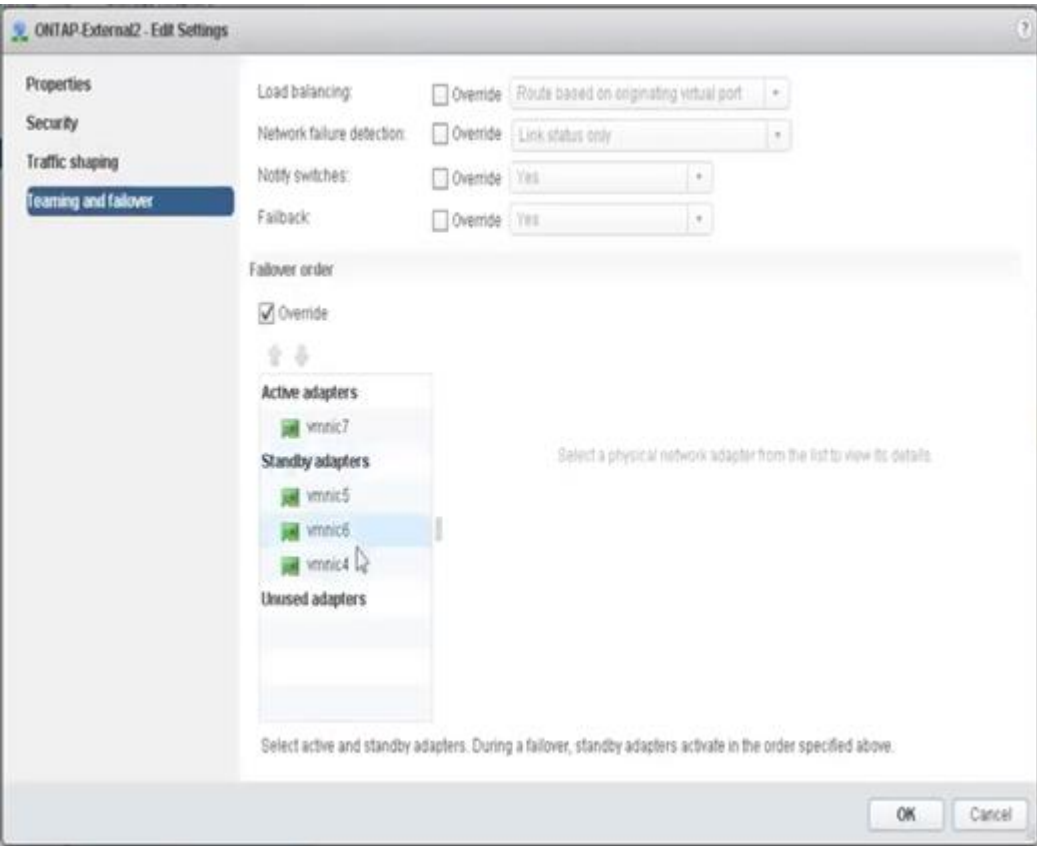 ONTAP-External2 - Edit Settings
?
Properties
Security
Traffic shaping
Teaming and failover
Load balancing: Override Route based on originating virtual port
Network failure detection: Override Link status only
Notify switches: Override Yes
Failback: Override Yes
Failover order
Override
Active adapters
vmnic7
Standby adapters
vmnic5
vmnic6
vmnic4
Unused adapters
Select a physical network adapter from the list to view its details.
Select active and standby adapters. During a failover, standby adapters activate in the order specified above.
OK Cancel